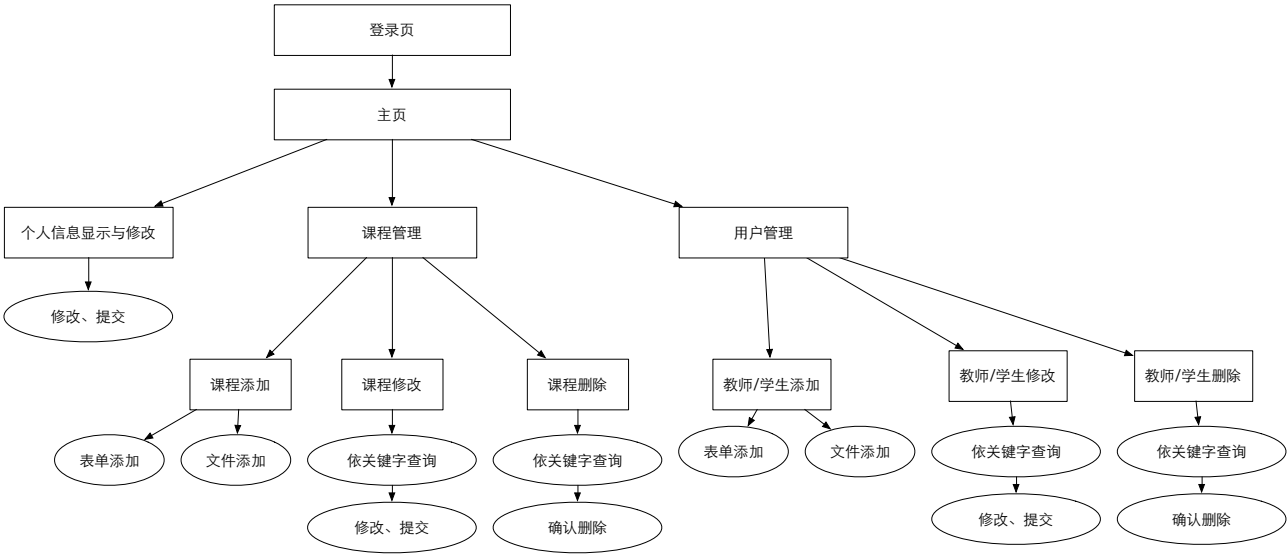 登录页
主页
个人信息显示与修改
课程管理
用户管理
修改、提交
课程添加
课程修改
课程删除
教师/学生添加
教师/学生修改
教师/学生删除
表单添加
文件添加
依关键字查询
依关键字查询
表单添加
文件添加
依关键字查询
依关键字查询
修改、提交
确认删除
修改、提交
确认删除